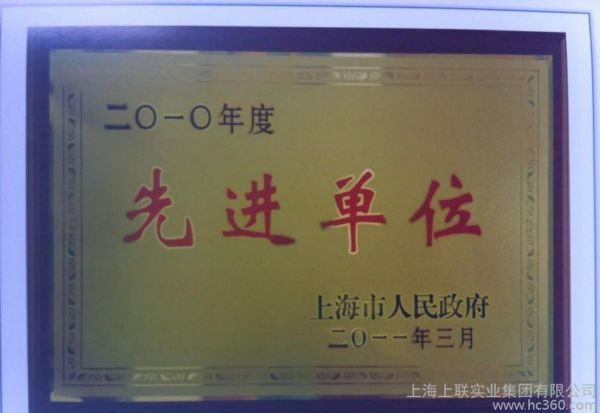 二〇一〇年度
先进单位
上海市人民政府
二〇一一年三月
上海上联实业集团有限公司
www.hc360.com